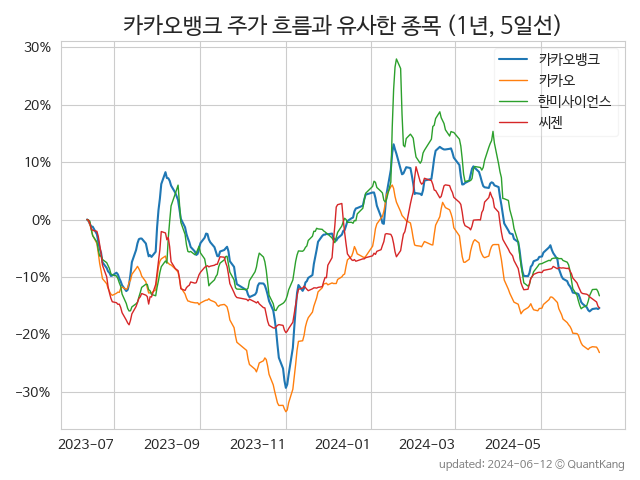 카카오뱅크 주가 흐름과 유사한 종목 (1년, 5일선)
30%
20%
10%
0%
−10%
−20%
−30%
카카오뱅크
카카오
한미사이언스
씨젠
2023−07
2023−09
2023−11
2024−01
2024−03
2024−05
updated: 2024−06−12 © QuantKang